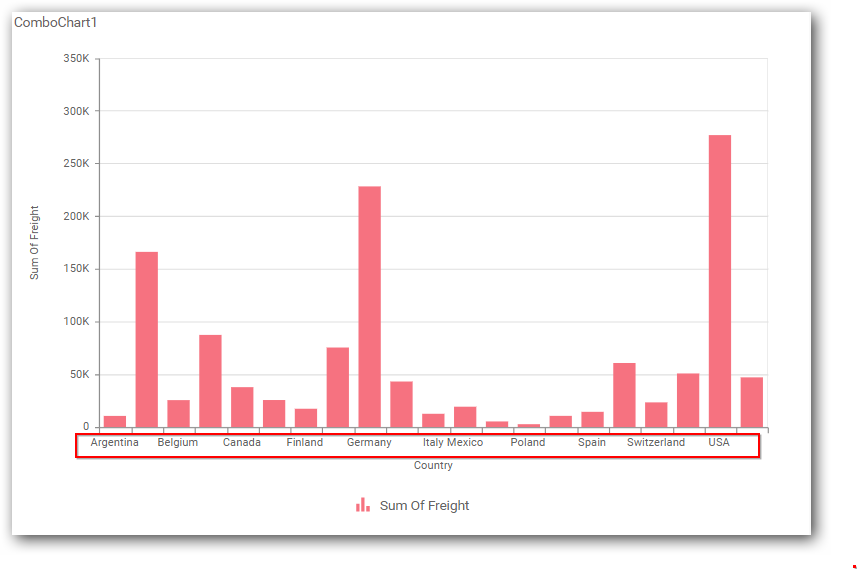 ComboChart1
350K
300K
250K
200K
150K
100K
50K
0
Sum Of Freight
Argentina Belgium Canada Finland Germany Italy Mexico Poland Spain Switzerland USA
Country
Sum Of Freight